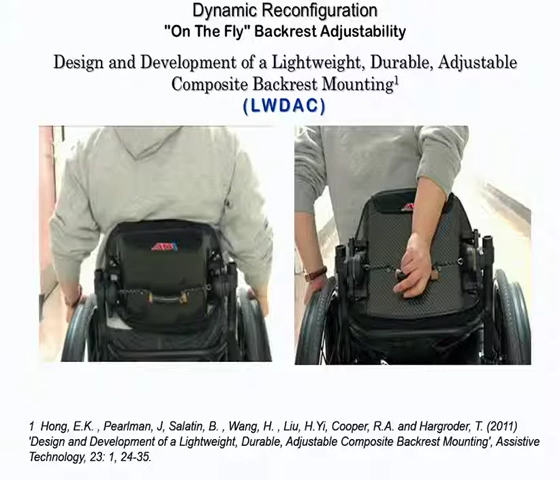 Dynamic Reconfiguration
"On The Fly" Backrest Adjustability
Design and Development of a Lightweight, Durable, Adjustable
Composite Backrest Mounting1
(LWDAC)
1 Hong, E.K. , Pearlman, J, Salatin, B. , Wang, H. , Liu, H.Yi, Cooper, R.A. and Hargroder, T. (2011)
'Design and Development of a Lightweight, Durable, Adjustable Composite Backrest Mounting', Assistive
Technology, 23: 1, 24-35.